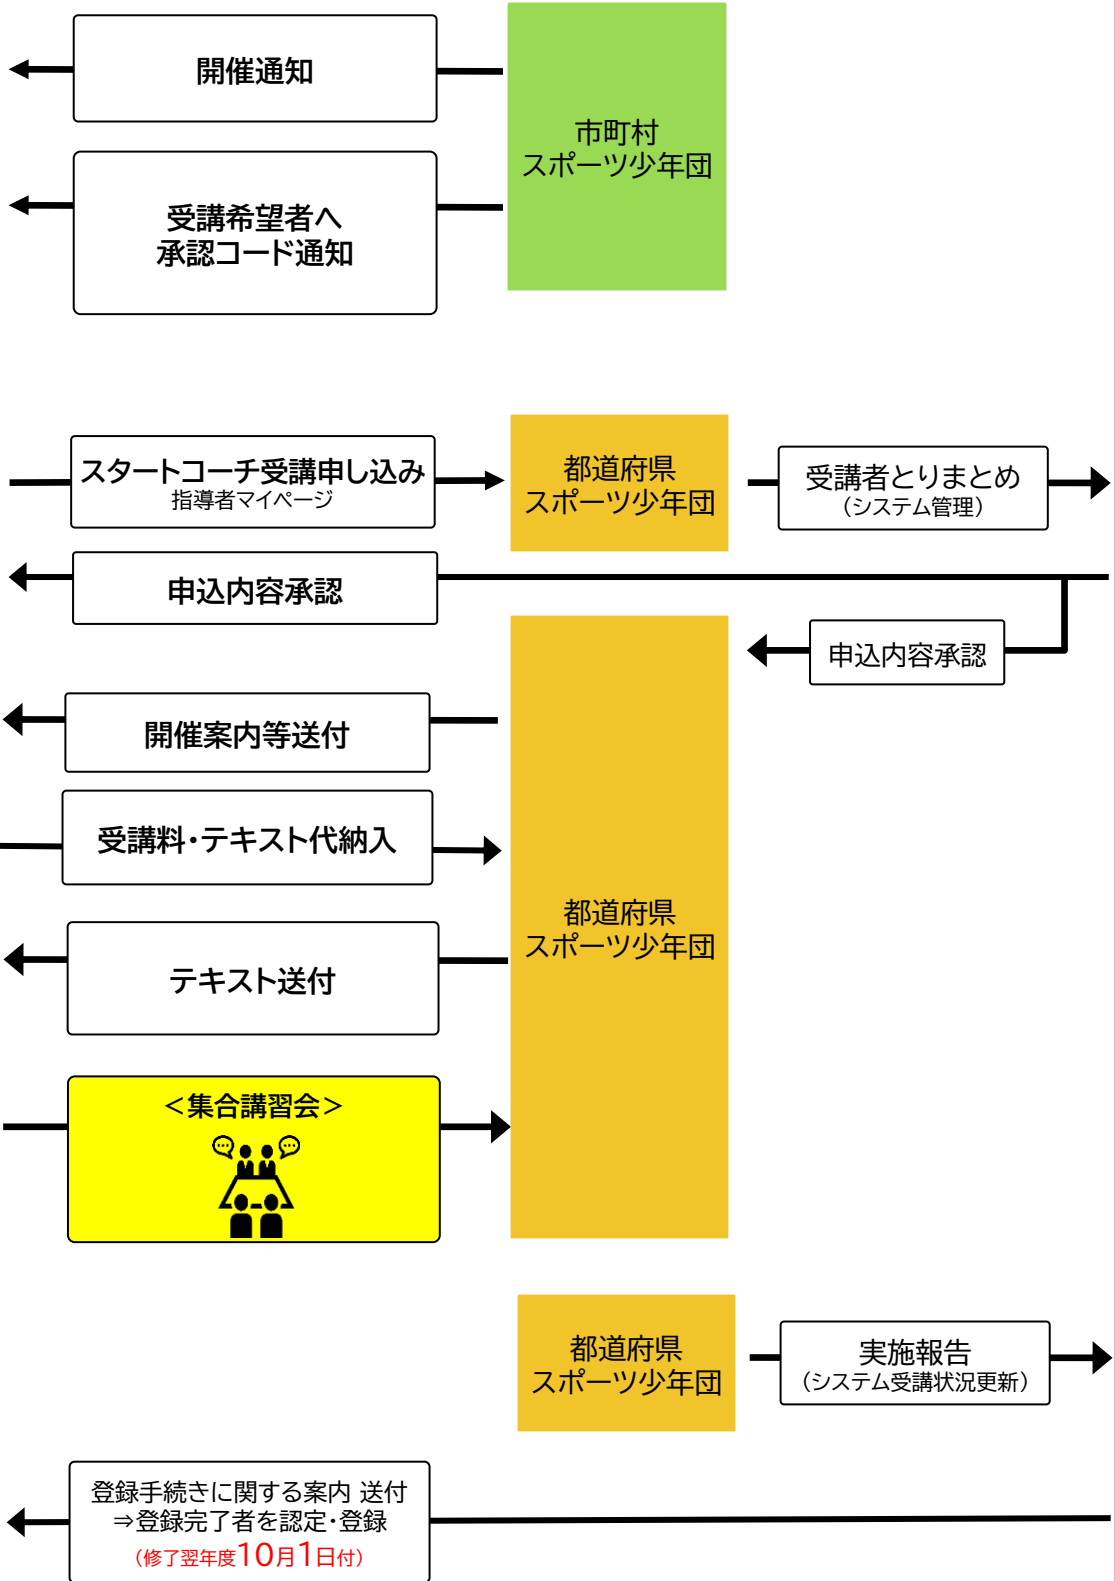 開催通知
市町村
スポーツ少年団
受講希望者へ
承認コード通知
スタートコーチ受講申し込み
指導者マイページ
都道府県
スポーツ少年団
受講者とりまとめ
（システム管理）
申込内容承認
申込内容承認
開催案内等送付
受講料・テキスト代納入
都道府県
スポーツ少年団
テキスト送付
＜集合講習会＞
都道府県
スポーツ少年団
実施報告
（システム受講状況更新）
登録手続きに関する案内 送付
⇒登録完了者を認定・登録
（修了翌年度10月1日付）